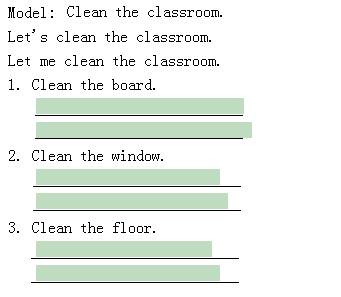 Model: Clean the classroom.
Let's clean the classroom.
Let me clean the classroom.
1. Clean the board.
2. Clean the window.
3. Clean the floor.